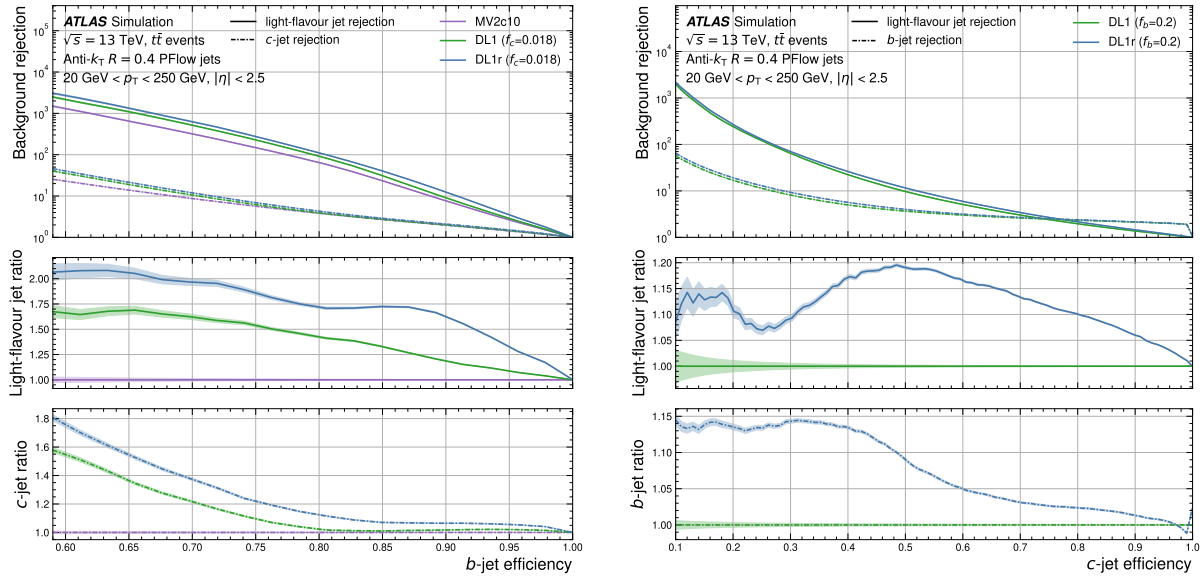 Background rejection
ATLAS Simulation
√s = 13 TeV, tt̄ events
Anti-k_T R = 0.4 PFlow jets
20 GeV < p_T < 250 GeV, |η| < 2.5
light-flavour jet rejection
c-jet rejection
MV2c10
DL1 (f_c=0.018)
DL1r (f_c=0.018)
10⁵
10⁴
10³
10²
10¹
10⁰
Light-flavour jet ratio
2.00
1.75
1.50
1.25
1.00
c-jet ratio
1.8
1.6
1.4
1.2
1.0
0.60 0.65 0.70 0.75 0.80 0.85 0.90 0.95 1.00
b-jet efficiency
Background rejection
ATLAS Simulation
√s = 13 TeV, tt̄ events
Anti-k_T R = 0.4 PFlow jets
20 GeV < p_T < 250 GeV, |η| < 2.5
light-flavour jet rejection
b-jet rejection
DL1 (f_b=0.2)
DL1r (f_b=0.2)
10⁴
10³
10²
10¹
10⁰
Light-flavour jet ratio
1.20
1.15
1.10
1.05
1.00
b-jet ratio
1.15
1.10
1.05
1.00
0.1 0.2 0.3 0.4 0.5 0.6 0.7 0.8 0.9 1.0
c-jet efficiency